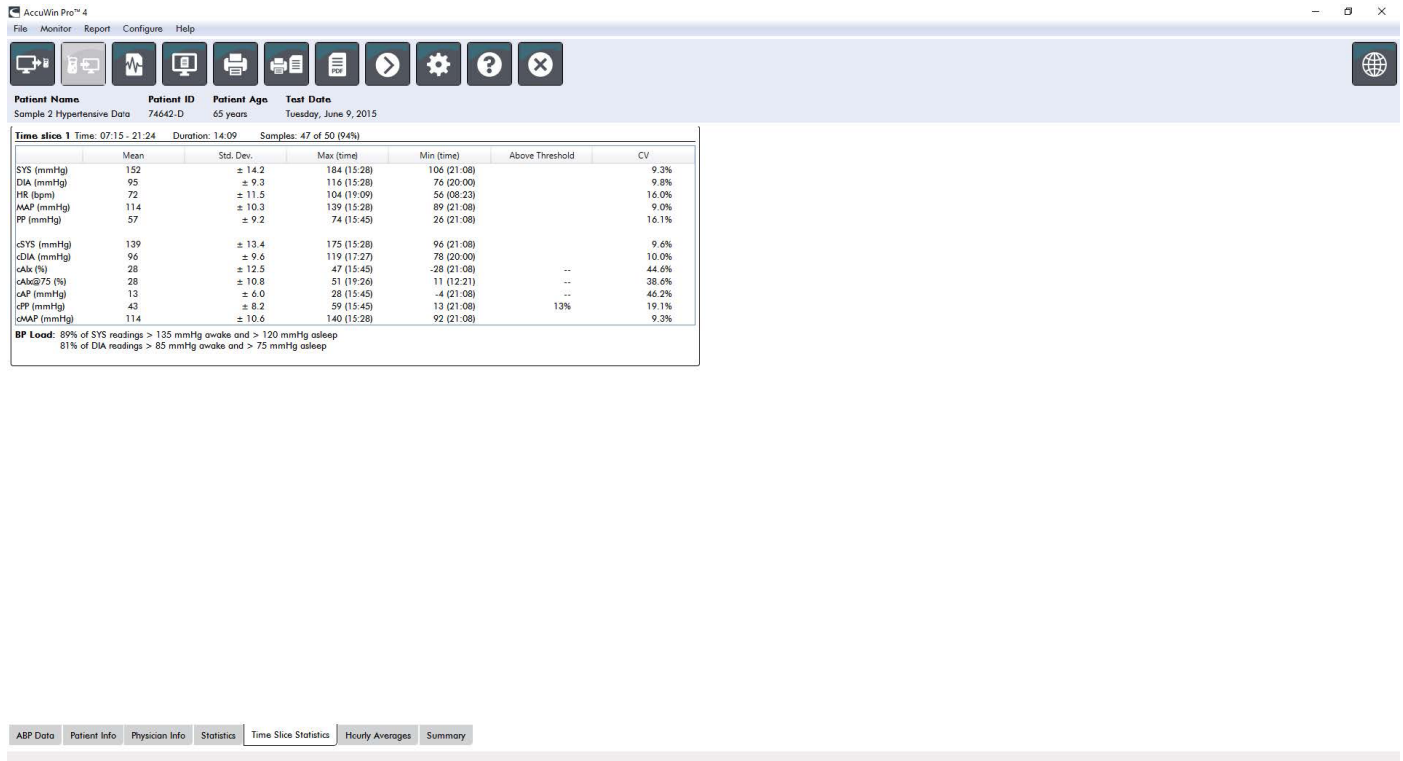 AccuWin Pro™ 4
File Monitor Report Configure Help
PDF
Patient Name Patient ID Patient Age Test Date
Sample 2 Hypertensive Data 74642-D 65 years Tuesday, June 9, 2015
Time slice 1 Time: 07:15 - 21:24 Duration: 14:09 Samples: 47 of 50 (94%)
Mean Std. Dev. Max (time) Min (time) Above Threshold CV
SYS (mmHg) 152 ± 14.2 184 (15:28) 106 (21:08) 9.3%
DIA (mmHg) 95 ± 9.3 116 (15:28) 76 (20:00) 9.8%
HR (bpm) 72 ± 11.5 104 (19:09) 56 (08:23) 16.0%
MAP (mmHg) 114 ± 10.3 139 (15:28) 89 (21:08) 9.0%
PP (mmHg) 57 ± 9.2 74 (15:45) 26 (21:08) 16.1%
cSYS (mmHg) 139 ± 13.4 175 (15:28) 96 (21:08) 9.6%
cDIA (mmHg) 96 ± 9.6 119 (17:27) 78 (20:00) 10.0%
cAIx (%) 28 ± 12.5 47 (15:45) -28 (21:08) -- 44.6%
cAIx@75 (%) 28 ± 10.8 51 (19:26) 11 (12:21) -- 38.6%
cAP (mmHg) 13 ± 6.0 28 (15:45) -4 (21:08) -- 46.2%
cPP (mmHg) 43 ± 8.2 59 (15:45) 13 (21:08) 13% 19.1%
cMAP (mmHg) 114 ± 10.6 140 (15:28) 92 (21:08) 9.3%
BP Load: 89% of SYS readings > 135 mmHg awake and > 120 mmHg asleep
81% of DIA readings > 85 mmHg awake and > 75 mmHg asleep
ABP Data Patient Info Physician Info Statistics Time Slice Statistics Hourly Averages Summary